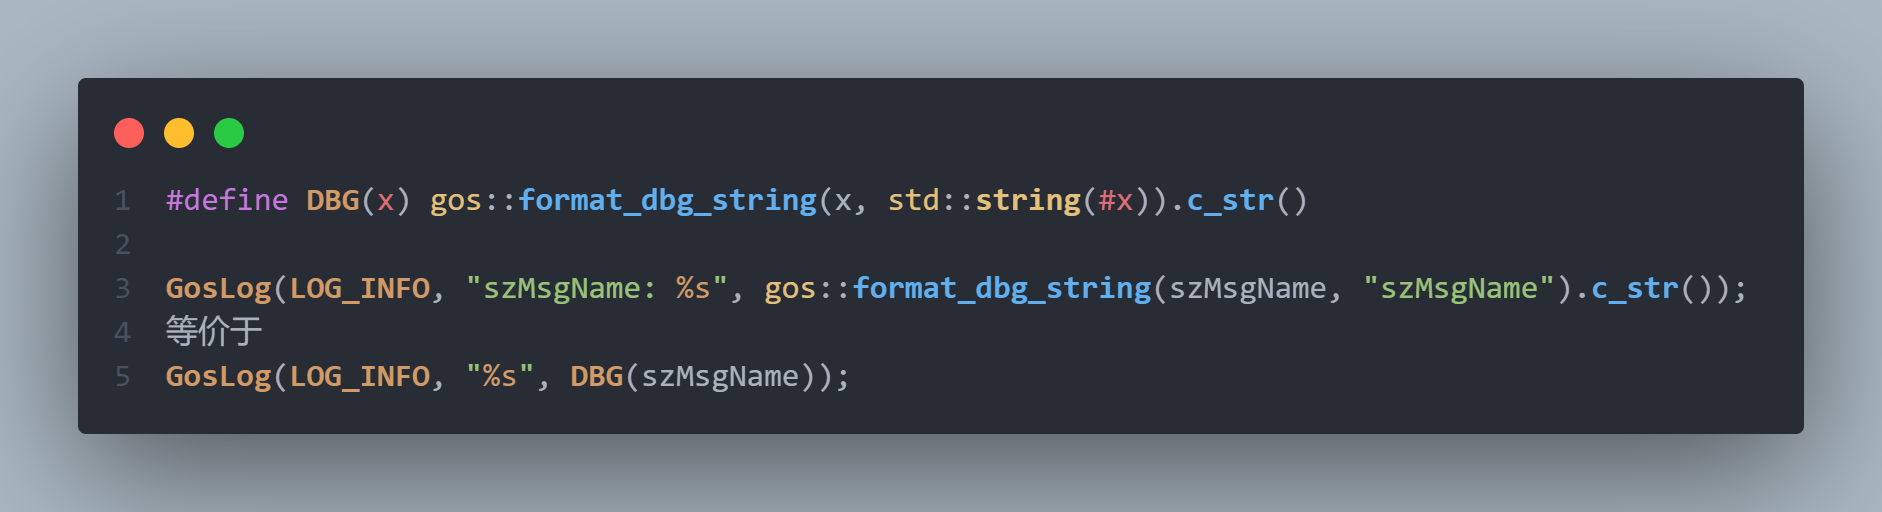 1 #define DBG(x) gos::format_dbg_string(x, std::string(#x)).c_str()
2
3 GosLog(LOG_INFO, "szMsgName: %s", gos::format_dbg_string(szMsgName, "szMsgName").c_str());
4 等价于
5 GosLog(LOG_INFO, "%s", DBG(szMsgName));